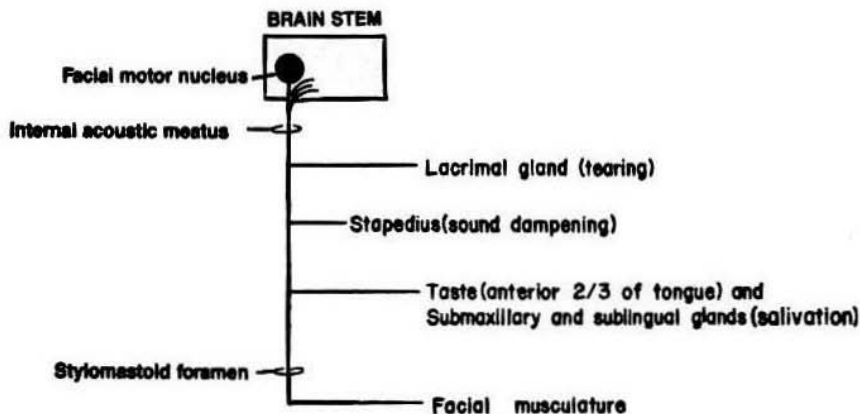 BRAIN STEM
Facial motor nucleus
Internal acoustic meatus
Lacrimal gland (tearing)
Stapedius(sound dampening)
Taste(anterior 2/3 of tongue) and
Submaxillary and sublingual glands(salivation)
Stylomastoid foramen
Facial musculature